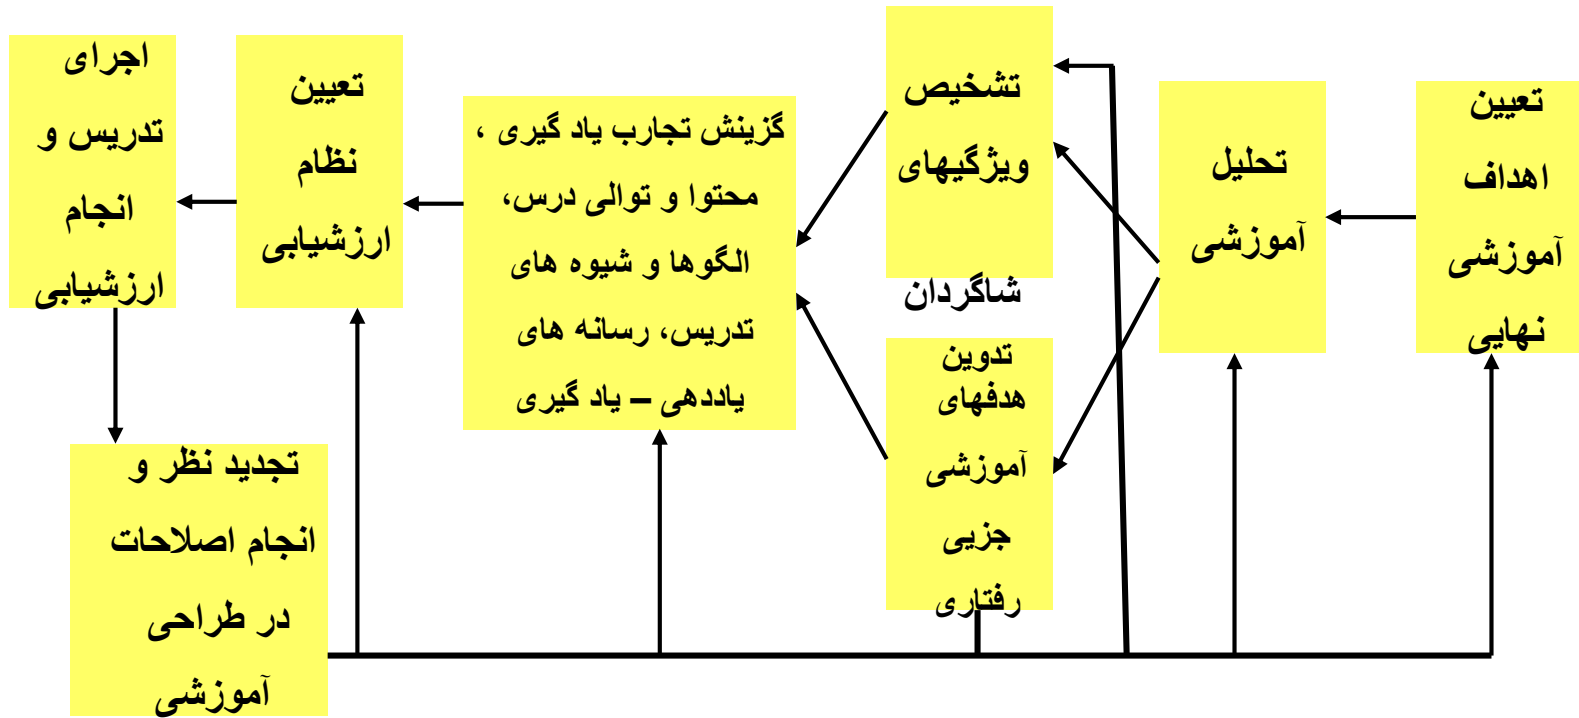 تعیین
اهداف
آموزشی
نهایی
تحلیل
آموزشی
تشخیص
ویژگیهای
شاگردان
تدوین
هدفهای
آموزشی
جزیی
رفتاری
گزینش تجارب یاد گیری ،
محتوا و توالی درس،
الگوها و شیوه های
تدریس، رسانه های
یاددهی – یاد گیری
تعیین
نظام
ارزشیابی
اجرای
تدریس و
انجام
ارزشیابی
تجدید نظر و
انجام اصلاحات
در طراحی
آموزشی